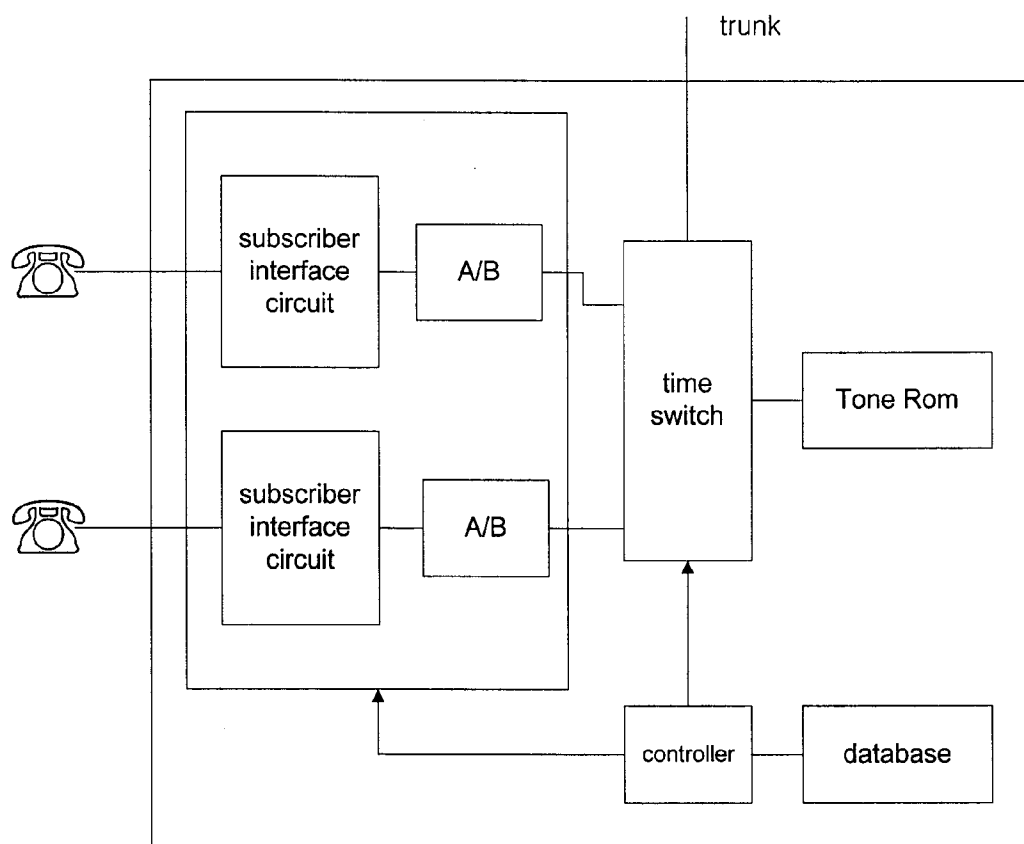 trunk
subscriber
interface
circuit
A/B
time
switch
Tone Rom
subscriber
interface
circuit
A/B
controller
database